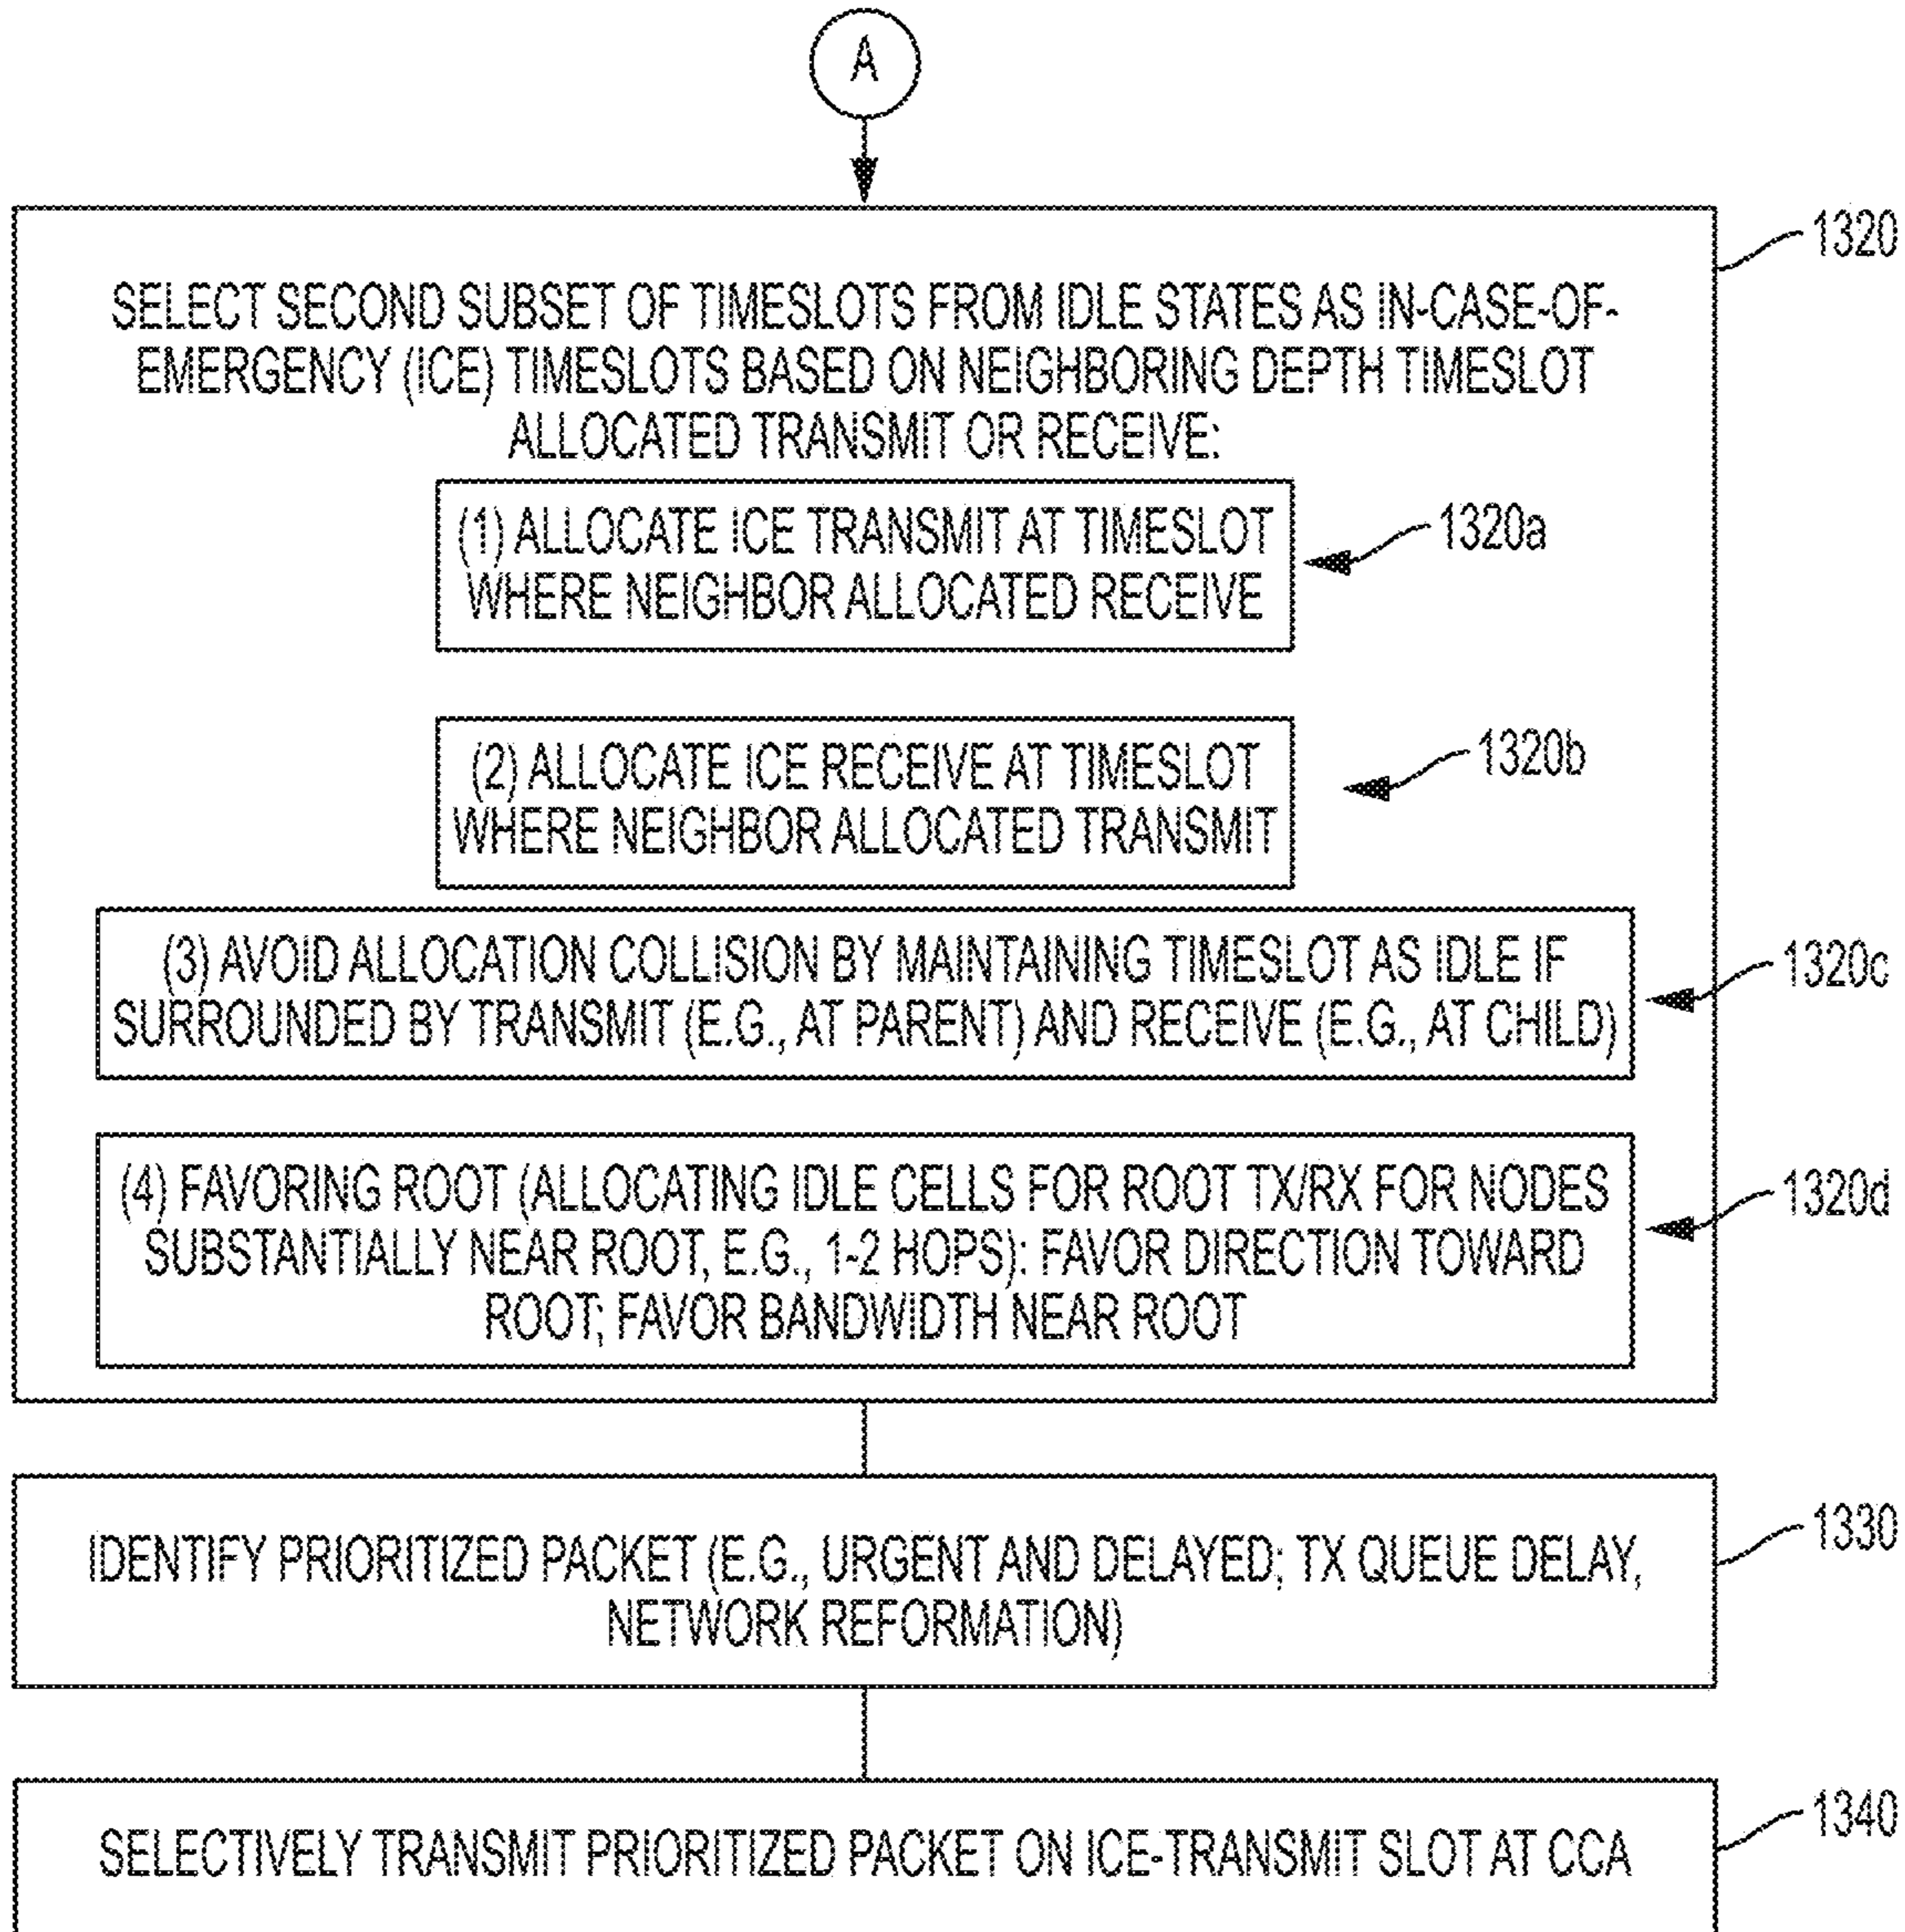 A
1320
SELECT SECOND SUBSET OF TIMESLOTS FROM IDLE STATES AS IN-CASE-OF-
EMERGENCY (ICE) TIMESLOTS BASED ON NEIGHBORING DEPTH TIMESLOT
ALLOCATED TRANSMIT OR RECEIVE:
(1) ALLOCATE ICE TRANSMIT AT TIMESLOT
WHERE NEIGHBOR ALLOCATED RECEIVE
1320a
(2) ALLOCATE ICE RECEIVE AT TIMESLOT
WHERE NEIGHBOR ALLOCATED TRANSMIT
1320b
(3) AVOID ALLOCATION COLLISION BY MAINTAINING TIMESLOT AS IDLE IF
SURROUNDED BY TRANSMIT (E.G., AT PARENT) AND RECEIVE (E.G., AT CHILD)
1320c
(4) FAVORING ROOT (ALLOCATING IDLE CELLS FOR ROOT TX/RX FOR NODES
SUBSTANTIALLY NEAR ROOT, E.G., 1-2 HOPS): FAVOR DIRECTION TOWARD
ROOT; FAVOR BANDWIDTH NEAR ROOT
1320d
IDENTIFY PRIORITIZED PACKET (E.G., URGENT AND DELAYED; TX QUEUE DELAY,
NETWORK REFORMATION)
1330
SELECTIVELY TRANSMIT PRIORITIZED PACKET ON ICE-TRANSMIT SLOT AT CCA
1340